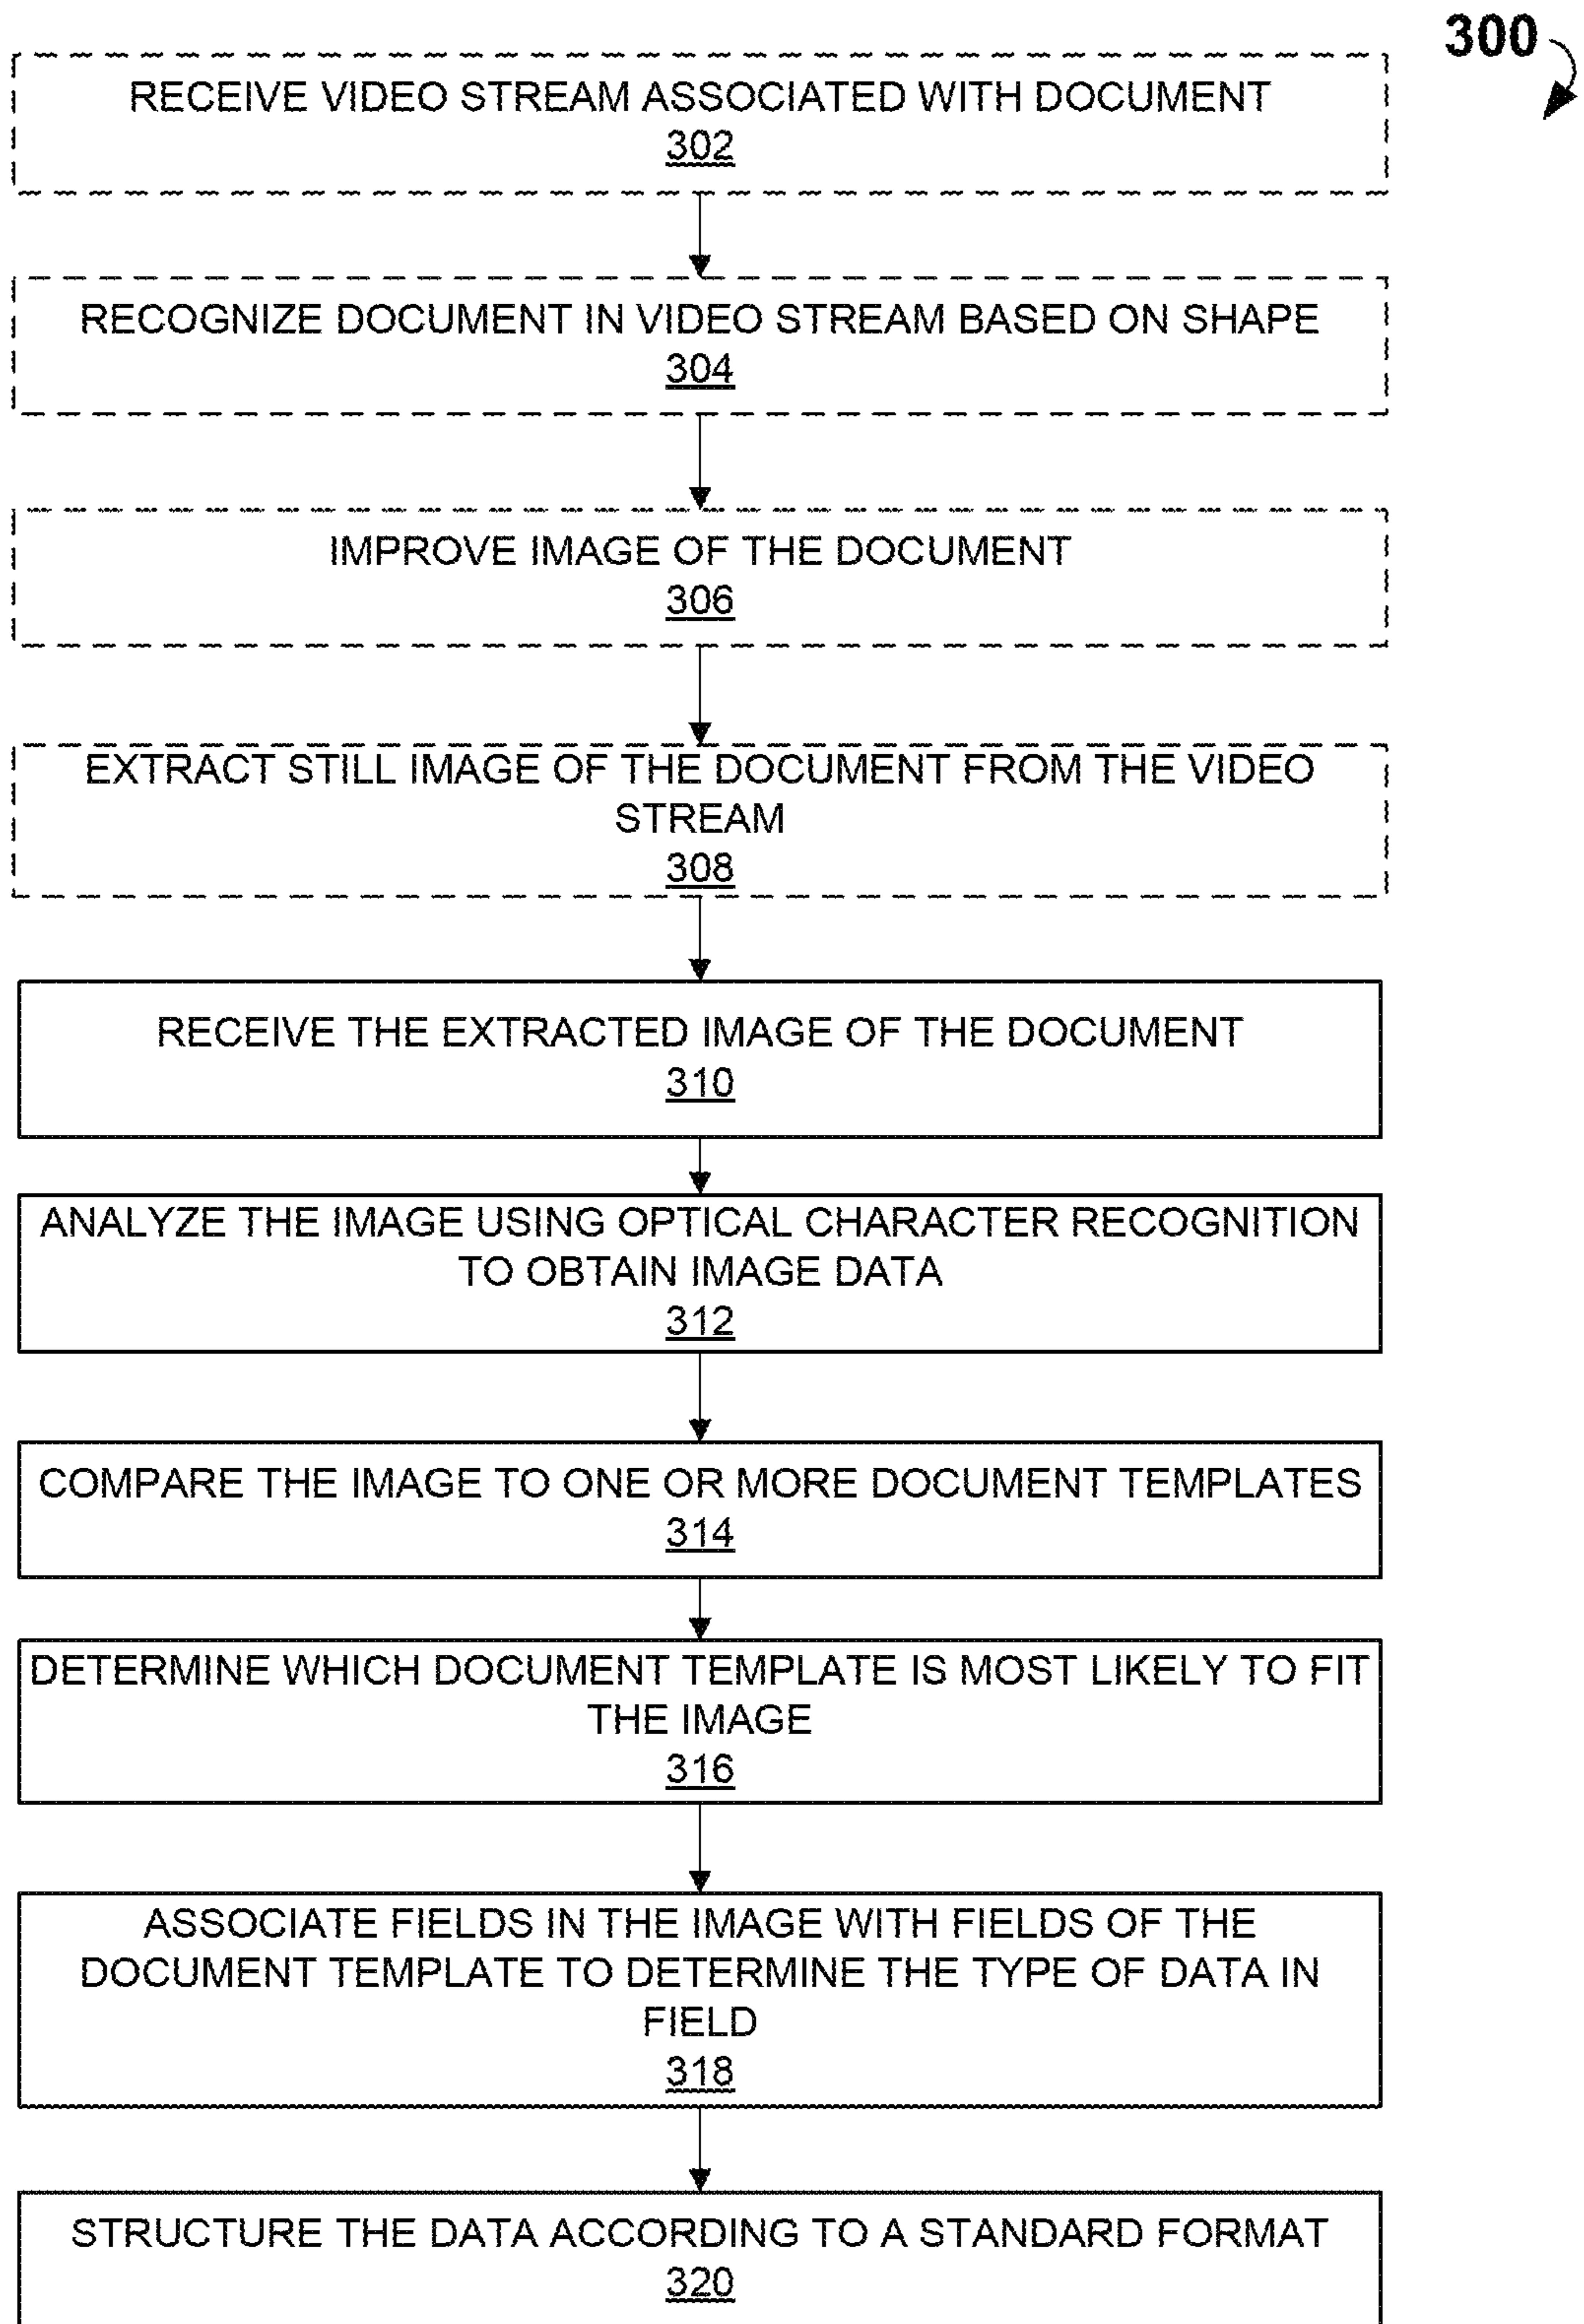 300
RECEIVE VIDEO STREAM ASSOCIATED WITH DOCUMENT
302
RECOGNIZE DOCUMENT IN VIDEO STREAM BASED ON SHAPE
304
IMPROVE IMAGE OF THE DOCUMENT
306
EXTRACT STILL IMAGE OF THE DOCUMENT FROM THE VIDEO
STREAM
308
RECEIVE THE EXTRACTED IMAGE OF THE DOCUMENT
310
ANALYZE THE IMAGE USING OPTICAL CHARACTER RECOGNITION
TO OBTAIN IMAGE DATA
312
COMPARE THE IMAGE TO ONE OR MORE DOCUMENT TEMPLATES
314
DETERMINE WHICH DOCUMENT TEMPLATE IS MOST LIKELY TO FIT
THE IMAGE
316
ASSOCIATE FIELDS IN THE IMAGE WITH FIELDS OF THE
DOCUMENT TEMPLATE TO DETERMINE THE TYPE OF DATA IN
FIELD
318
STRUCTURE THE DATA ACCORDING TO A STANDARD FORMAT
320